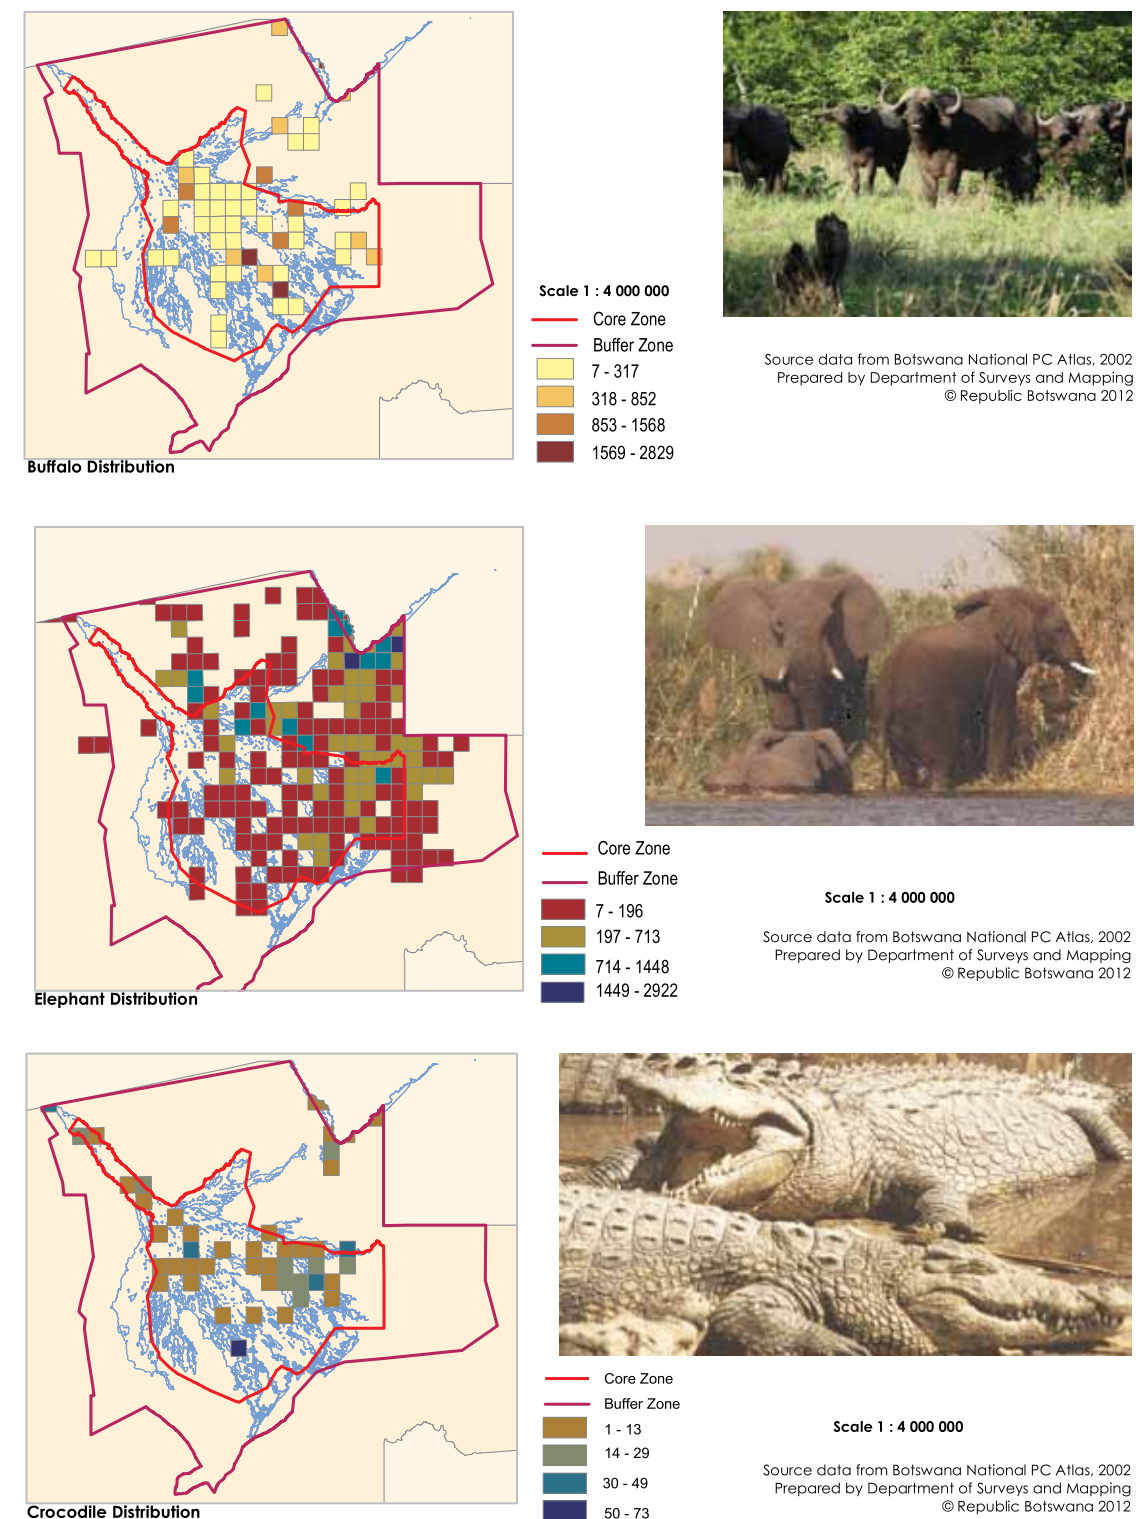 Scale 1 : 4 000 000
Core Zone
Buffer Zone
7 - 317
318 - 852
853 - 1568
1569 - 2829
Buffalo Distribution
Source data from Botswana National PC Atlas, 2002
Prepared by Department of Surveys and Mapping
© Republic Botswana 2012
Core Zone
Buffer Zone
7 - 196
197 - 713
714 - 1448
1449 - 2922
Elephant Distribution
Scale 1 : 4 000 000
Source data from Botswana National PC Atlas, 2002
Prepared by Department of Surveys and Mapping
© Republic Botswana 2012
Core Zone
Buffer Zone
1 - 13
14 - 29
30 - 49
50 - 73
Crocodile Distribution
Scale 1 : 4 000 000
Source data from Botswana National PC Atlas, 2002
Prepared by Department of Surveys and Mapping
© Republic Botswana 2012